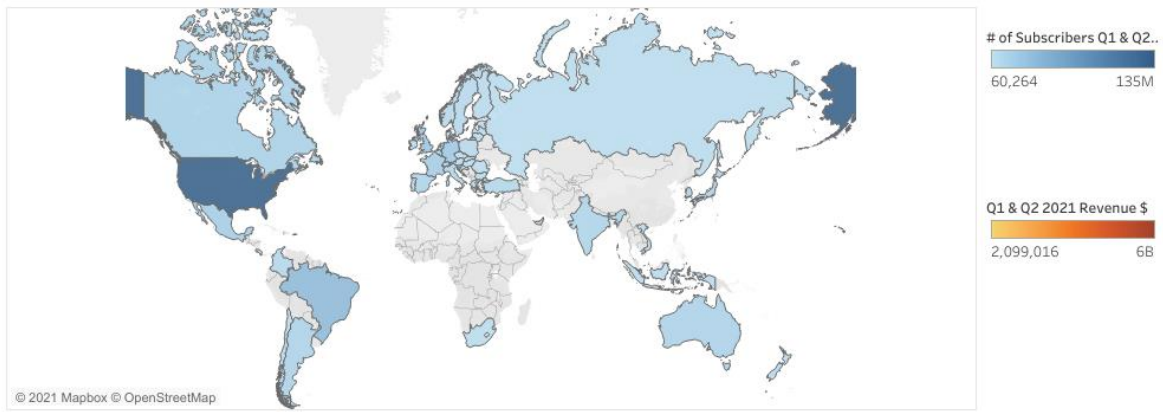 # of Subscribers Q1 & Q2..
60,264 135M
Q1 & Q2 2021 Revenue $
2,099,016 6B
© 2021 Mapbox © OpenStreetMap